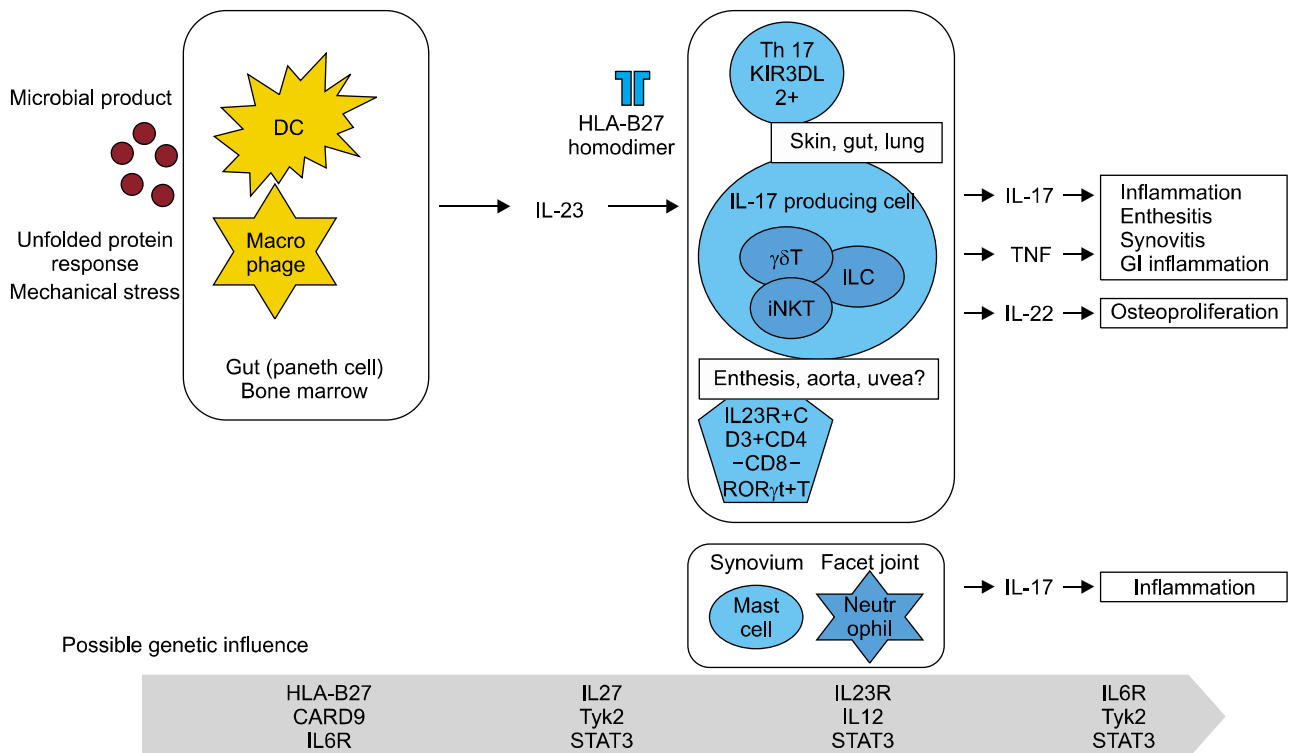 Microbial product
Unfolded protein
response
Mechanical stress
DC
Macro
phage
Gut (paneth cell)
Bone marrow
IL-23
HLA-B27
homodimer
Th 17
KIR3DL
2+
Skin, gut, lung
IL-17 producing cell
γδT
ILC
iNKT
Enthesis, aorta, uvea?
IL23R+C
D3+CD4
−CD8−
RORγt+T
IL-17
TNF
IL-22
Inflammation
Enthesitis
Synovitis
GI inflammation
Osteoproliferation
Synovium
Facet joint
Mast
cell
Neutr
ophil
IL-17
Inflammation
Possible genetic influence
HLA-B27
CARD9
IL6R
IL27
Tyk2
STAT3
IL23R
IL12
STAT3
IL6R
Tyk2
STAT3